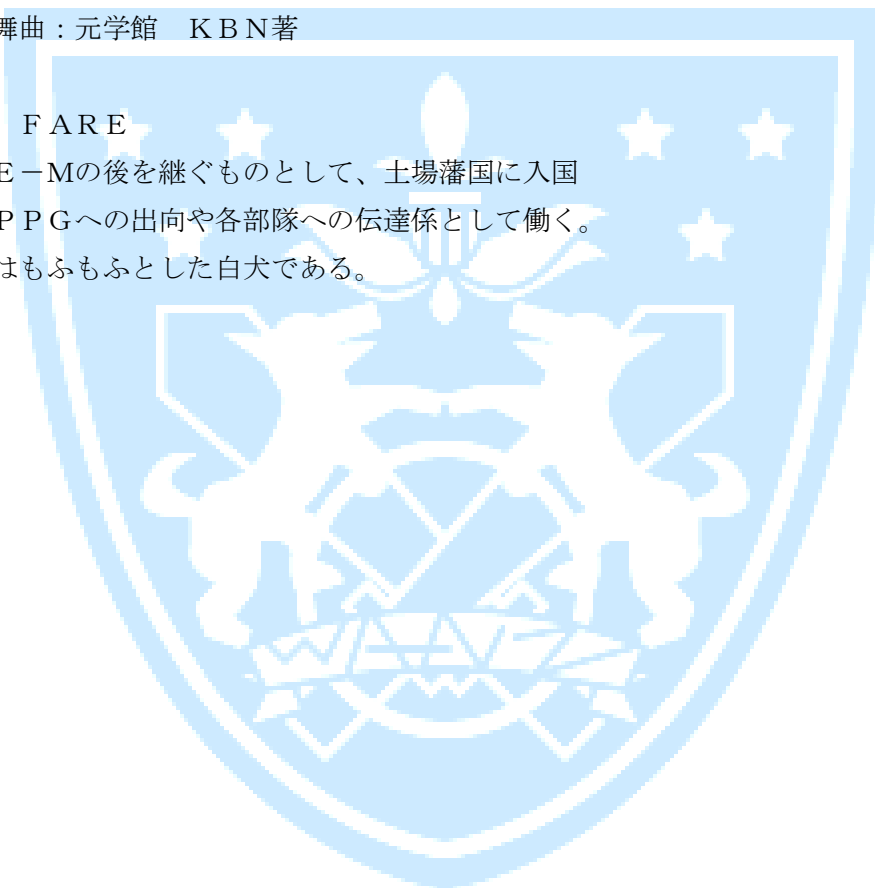 舞曲：元学館　ＫＢＮ著
ＦＡＲＥ
Ｅ－Ｍの後を継ぐものとして、土場藩国に入国
ＰＰＧへの出向や各部隊への伝達係として働く。
はもふもふとした白犬である。